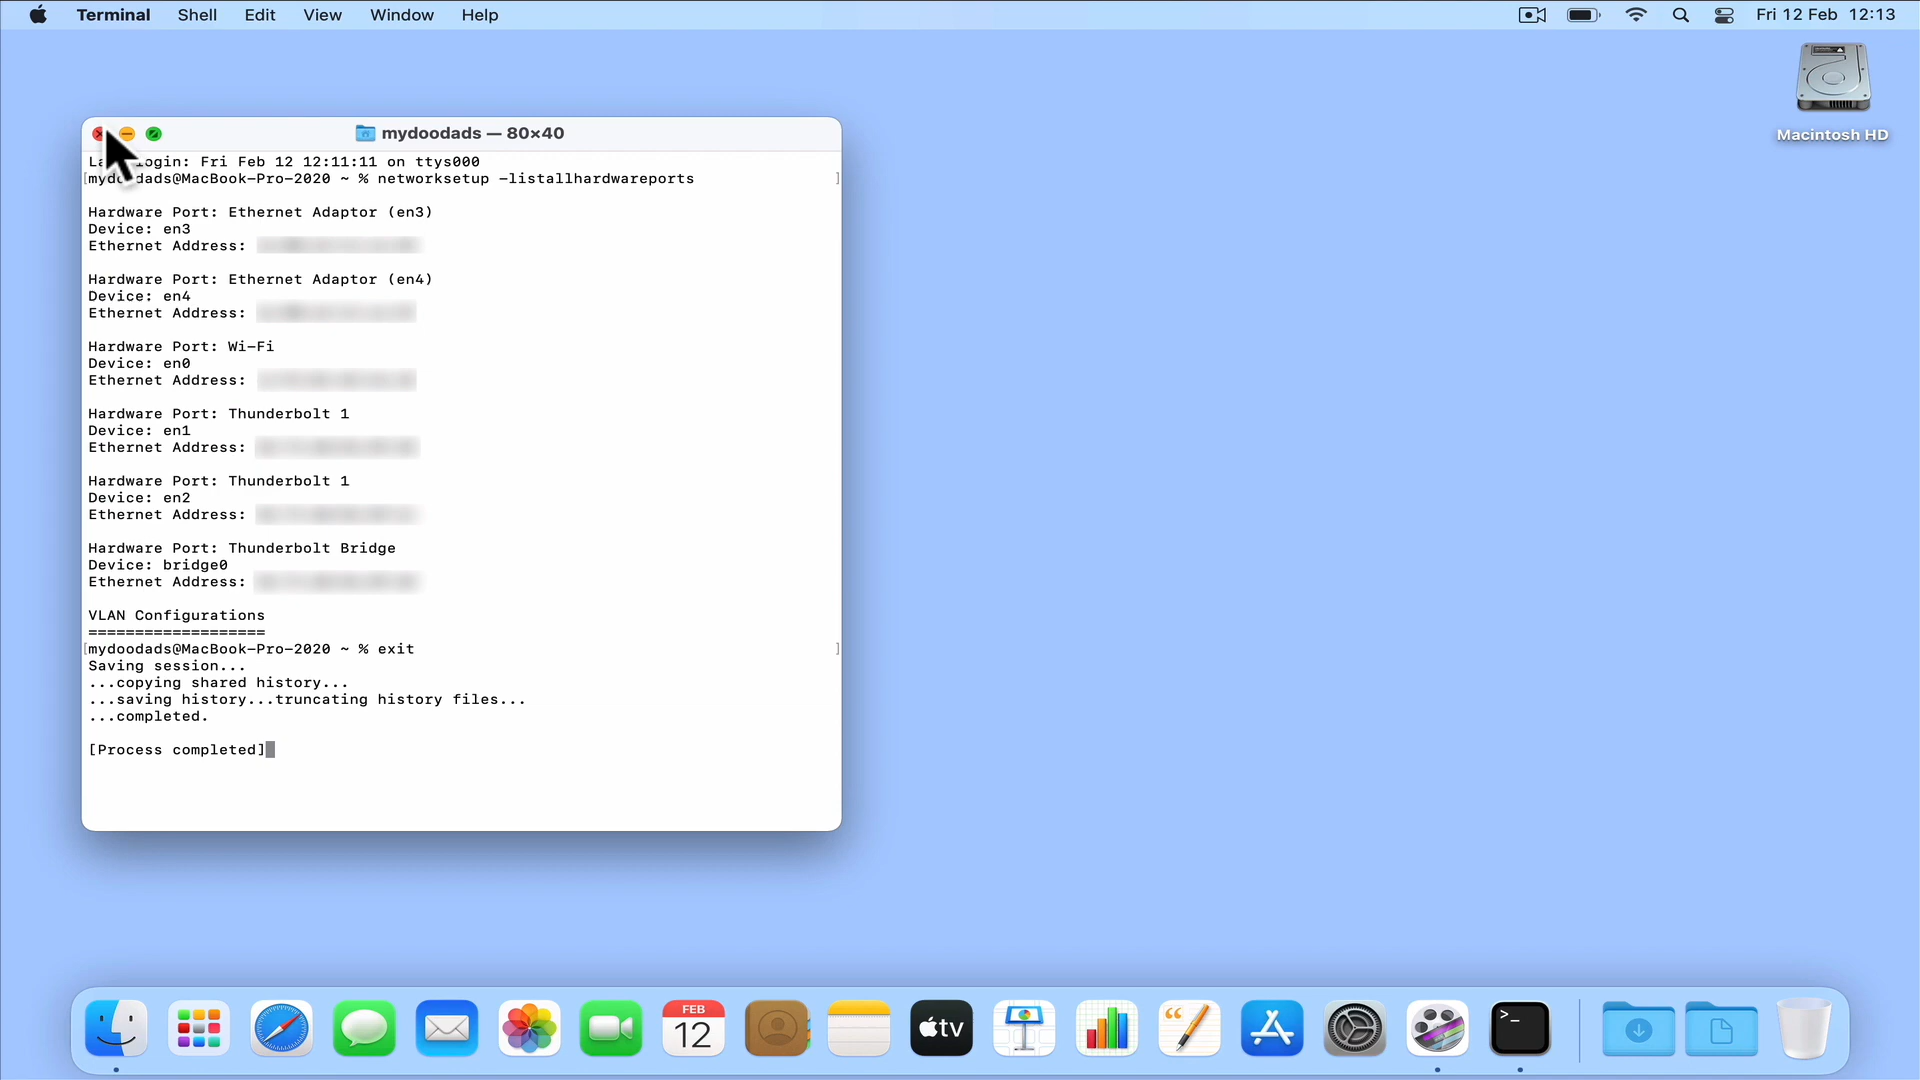 Terminal Shell Edit View Window Help Fri 12 Feb 12:13
Macintosh HD
mydoodads — 80×40
ogin: Fri Feb 12 12:11:11 on ttys000
[mydoodads@MacBook-Pro-2020 ~ % networksetup -listallhardwareports ]
Hardware Port: Ethernet Adaptor (en3)
Device: en3
Ethernet Address:
Hardware Port: Ethernet Adaptor (en4)
Device: en4
Ethernet Address:
Hardware Port: Wi-Fi
Device: en0
Ethernet Address:
Hardware Port: Thunderbolt 1
Device: en1
Ethernet Address:
Hardware Port: Thunderbolt 1
Device: en2
Ethernet Address:
Hardware Port: Thunderbolt Bridge
Device: bridge0
Ethernet Address:
VLAN Configurations
===================
[mydoodads@MacBook-Pro-2020 ~ % exit ]
Saving session...
...copying shared history...
...saving history...truncating history files...
...completed.
[Process completed]
FEB
12
tv
>_